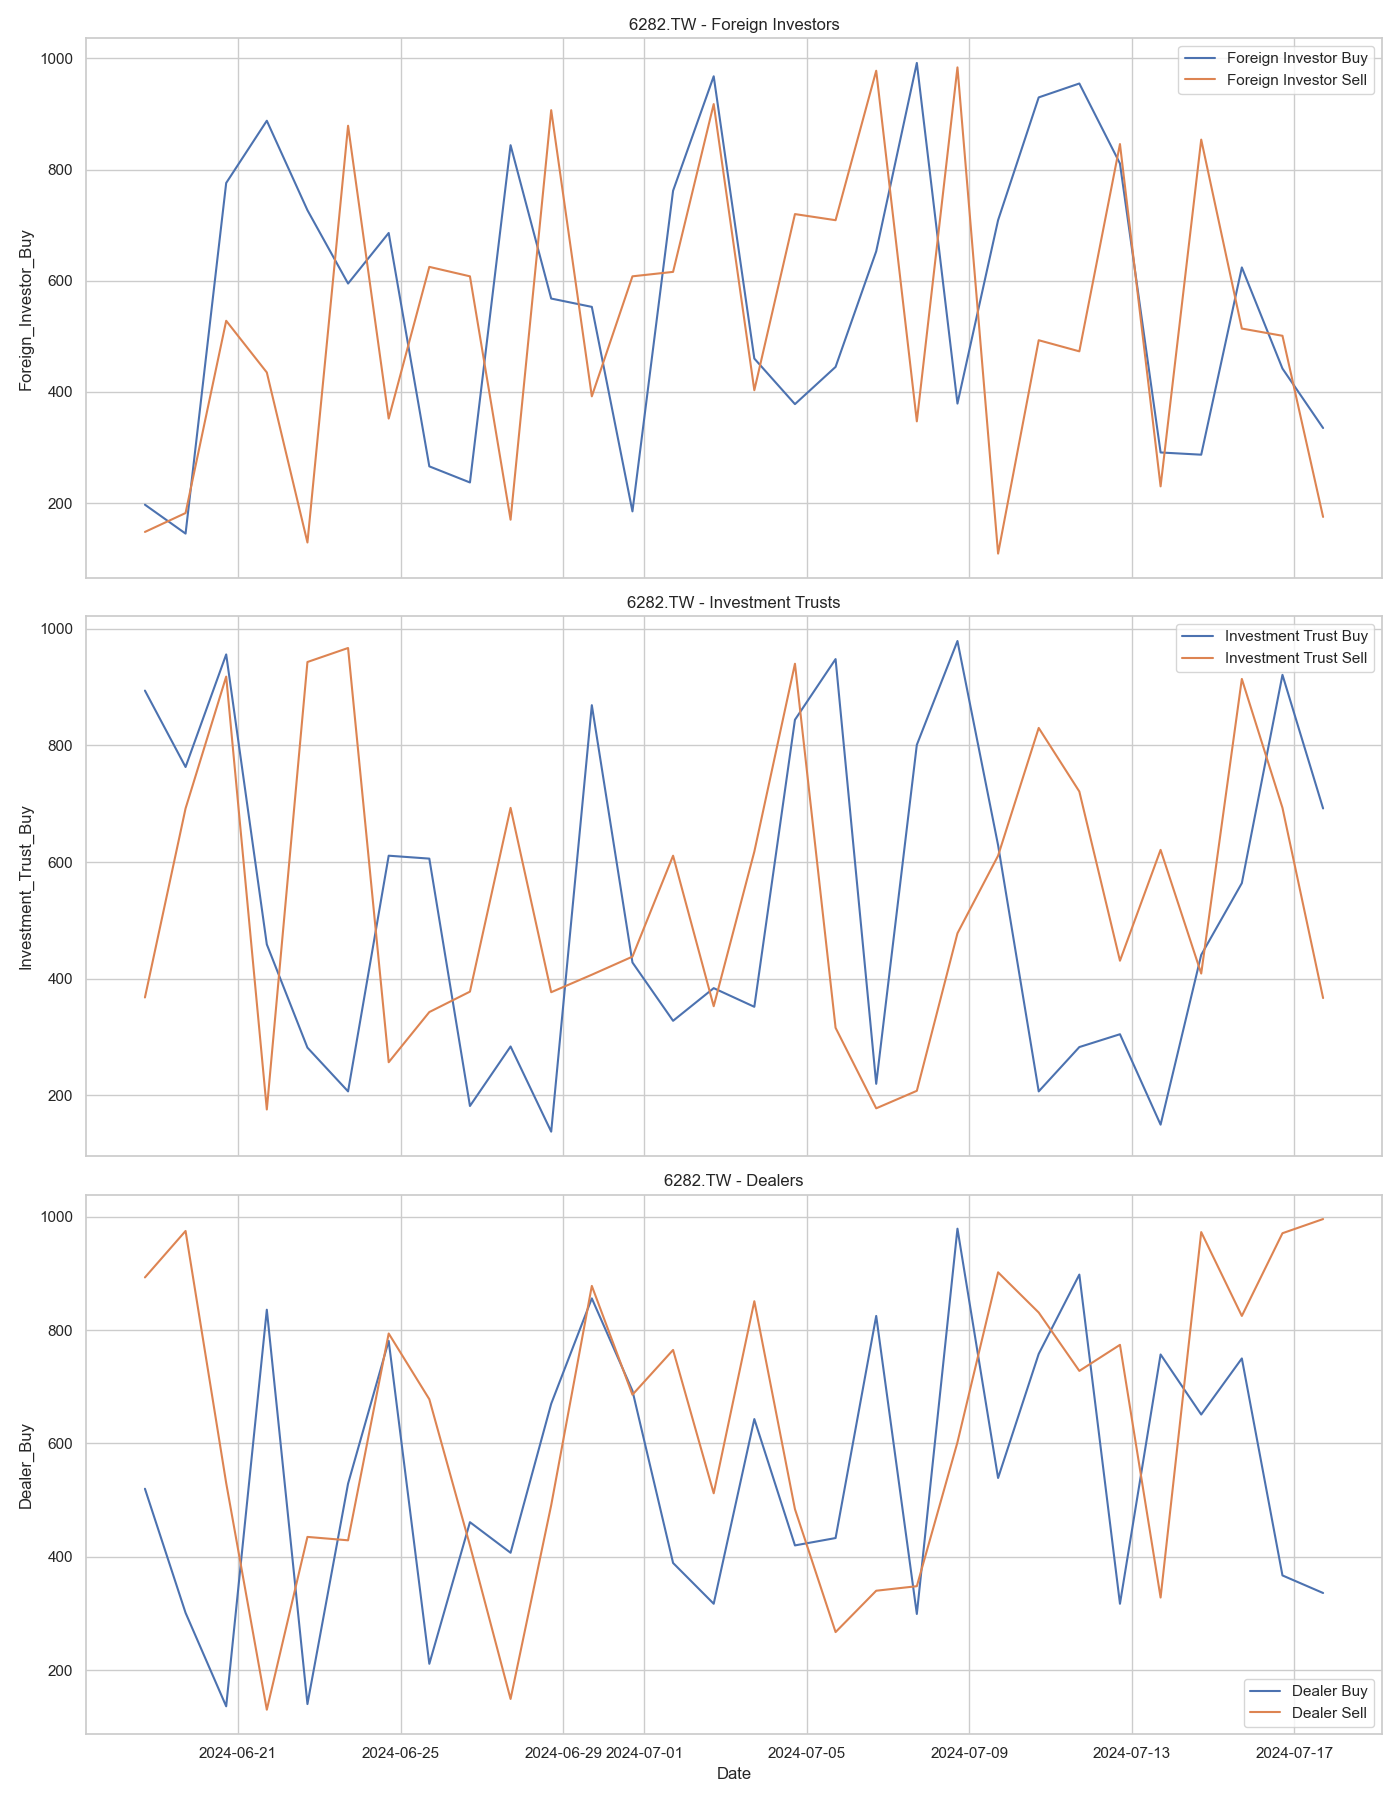 6282.TW - Foreign Investors
Foreign_Investor_Buy
1000
800
600
400
200
Foreign Investor Buy
Foreign Investor Sell
6282.TW - Investment Trusts
Investment_Trust_Buy
1000
800
600
400
200
Investment Trust Buy
Investment Trust Sell
6282.TW - Dealers
Dealer_Buy
1000
800
600
400
200
Dealer Buy
Dealer Sell
2024-06-21 2024-06-25 2024-06-29 2024-07-01 2024-07-05 2024-07-09 2024-07-13 2024-07-17
Date